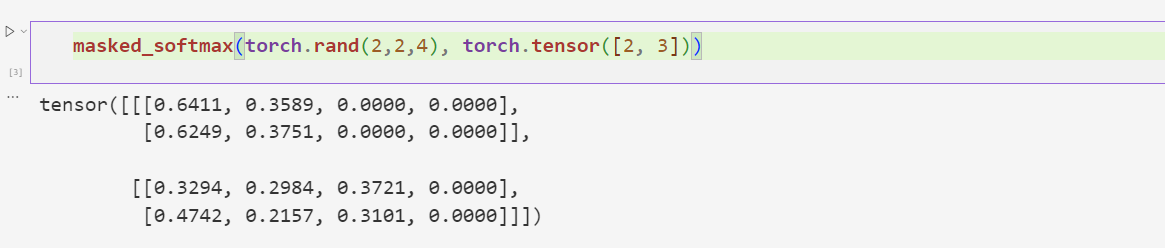 masked_softmax(torch.rand(2,2,4), torch.tensor([2, 3]))
[3]
...
tensor([[[0.6411, 0.3589, 0.0000, 0.0000],
         [0.6249, 0.3751, 0.0000, 0.0000]],

        [[0.3294, 0.2984, 0.3721, 0.0000],
         [0.4742, 0.2157, 0.3101, 0.0000]]])